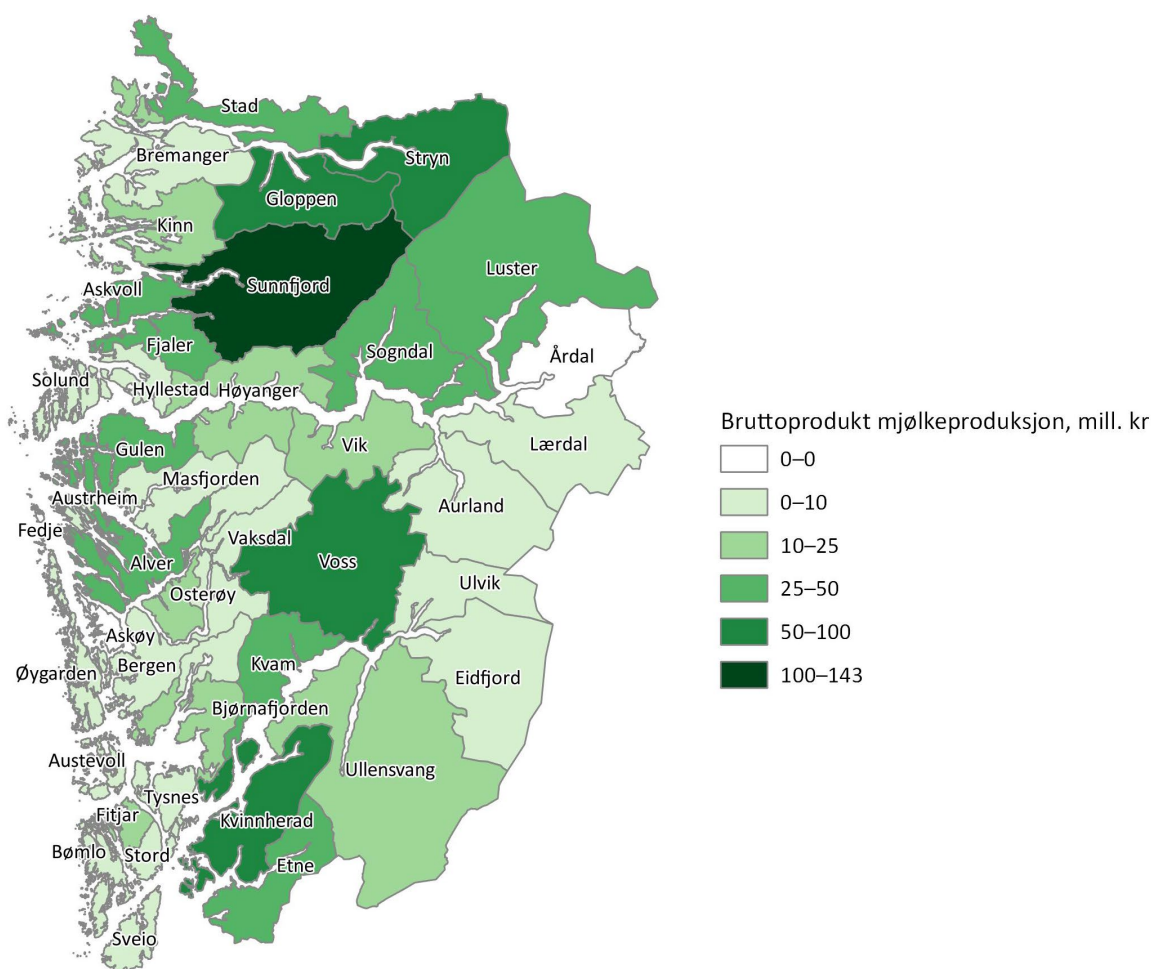 Stad
Bremanger
Stryn
Gloppen
Kinn
Luster
Sunnfjord
Askvoll
Fjaler
Sogndal
Årdal
Solund
Hyllestad
Høyanger
Lærdal
Vik
Gulen
Masfjorden
Austrheim
Aurland
Fedje
Vaksdal
Voss
Alver
Ulvik
Osterøy
Askøy
Bergen
Kvam
Øygarden
Eidfjord
Bjørnafjorden
Austevoll
Ullensvang
Tysnes
Fitjar
Kvinnherad
Bømlo
Stord
Etne
Sveio
Bruttoprodukt mjølkeproduksjon, mill. kr
0–0
0–10
10–25
25–50
50–100
100–143